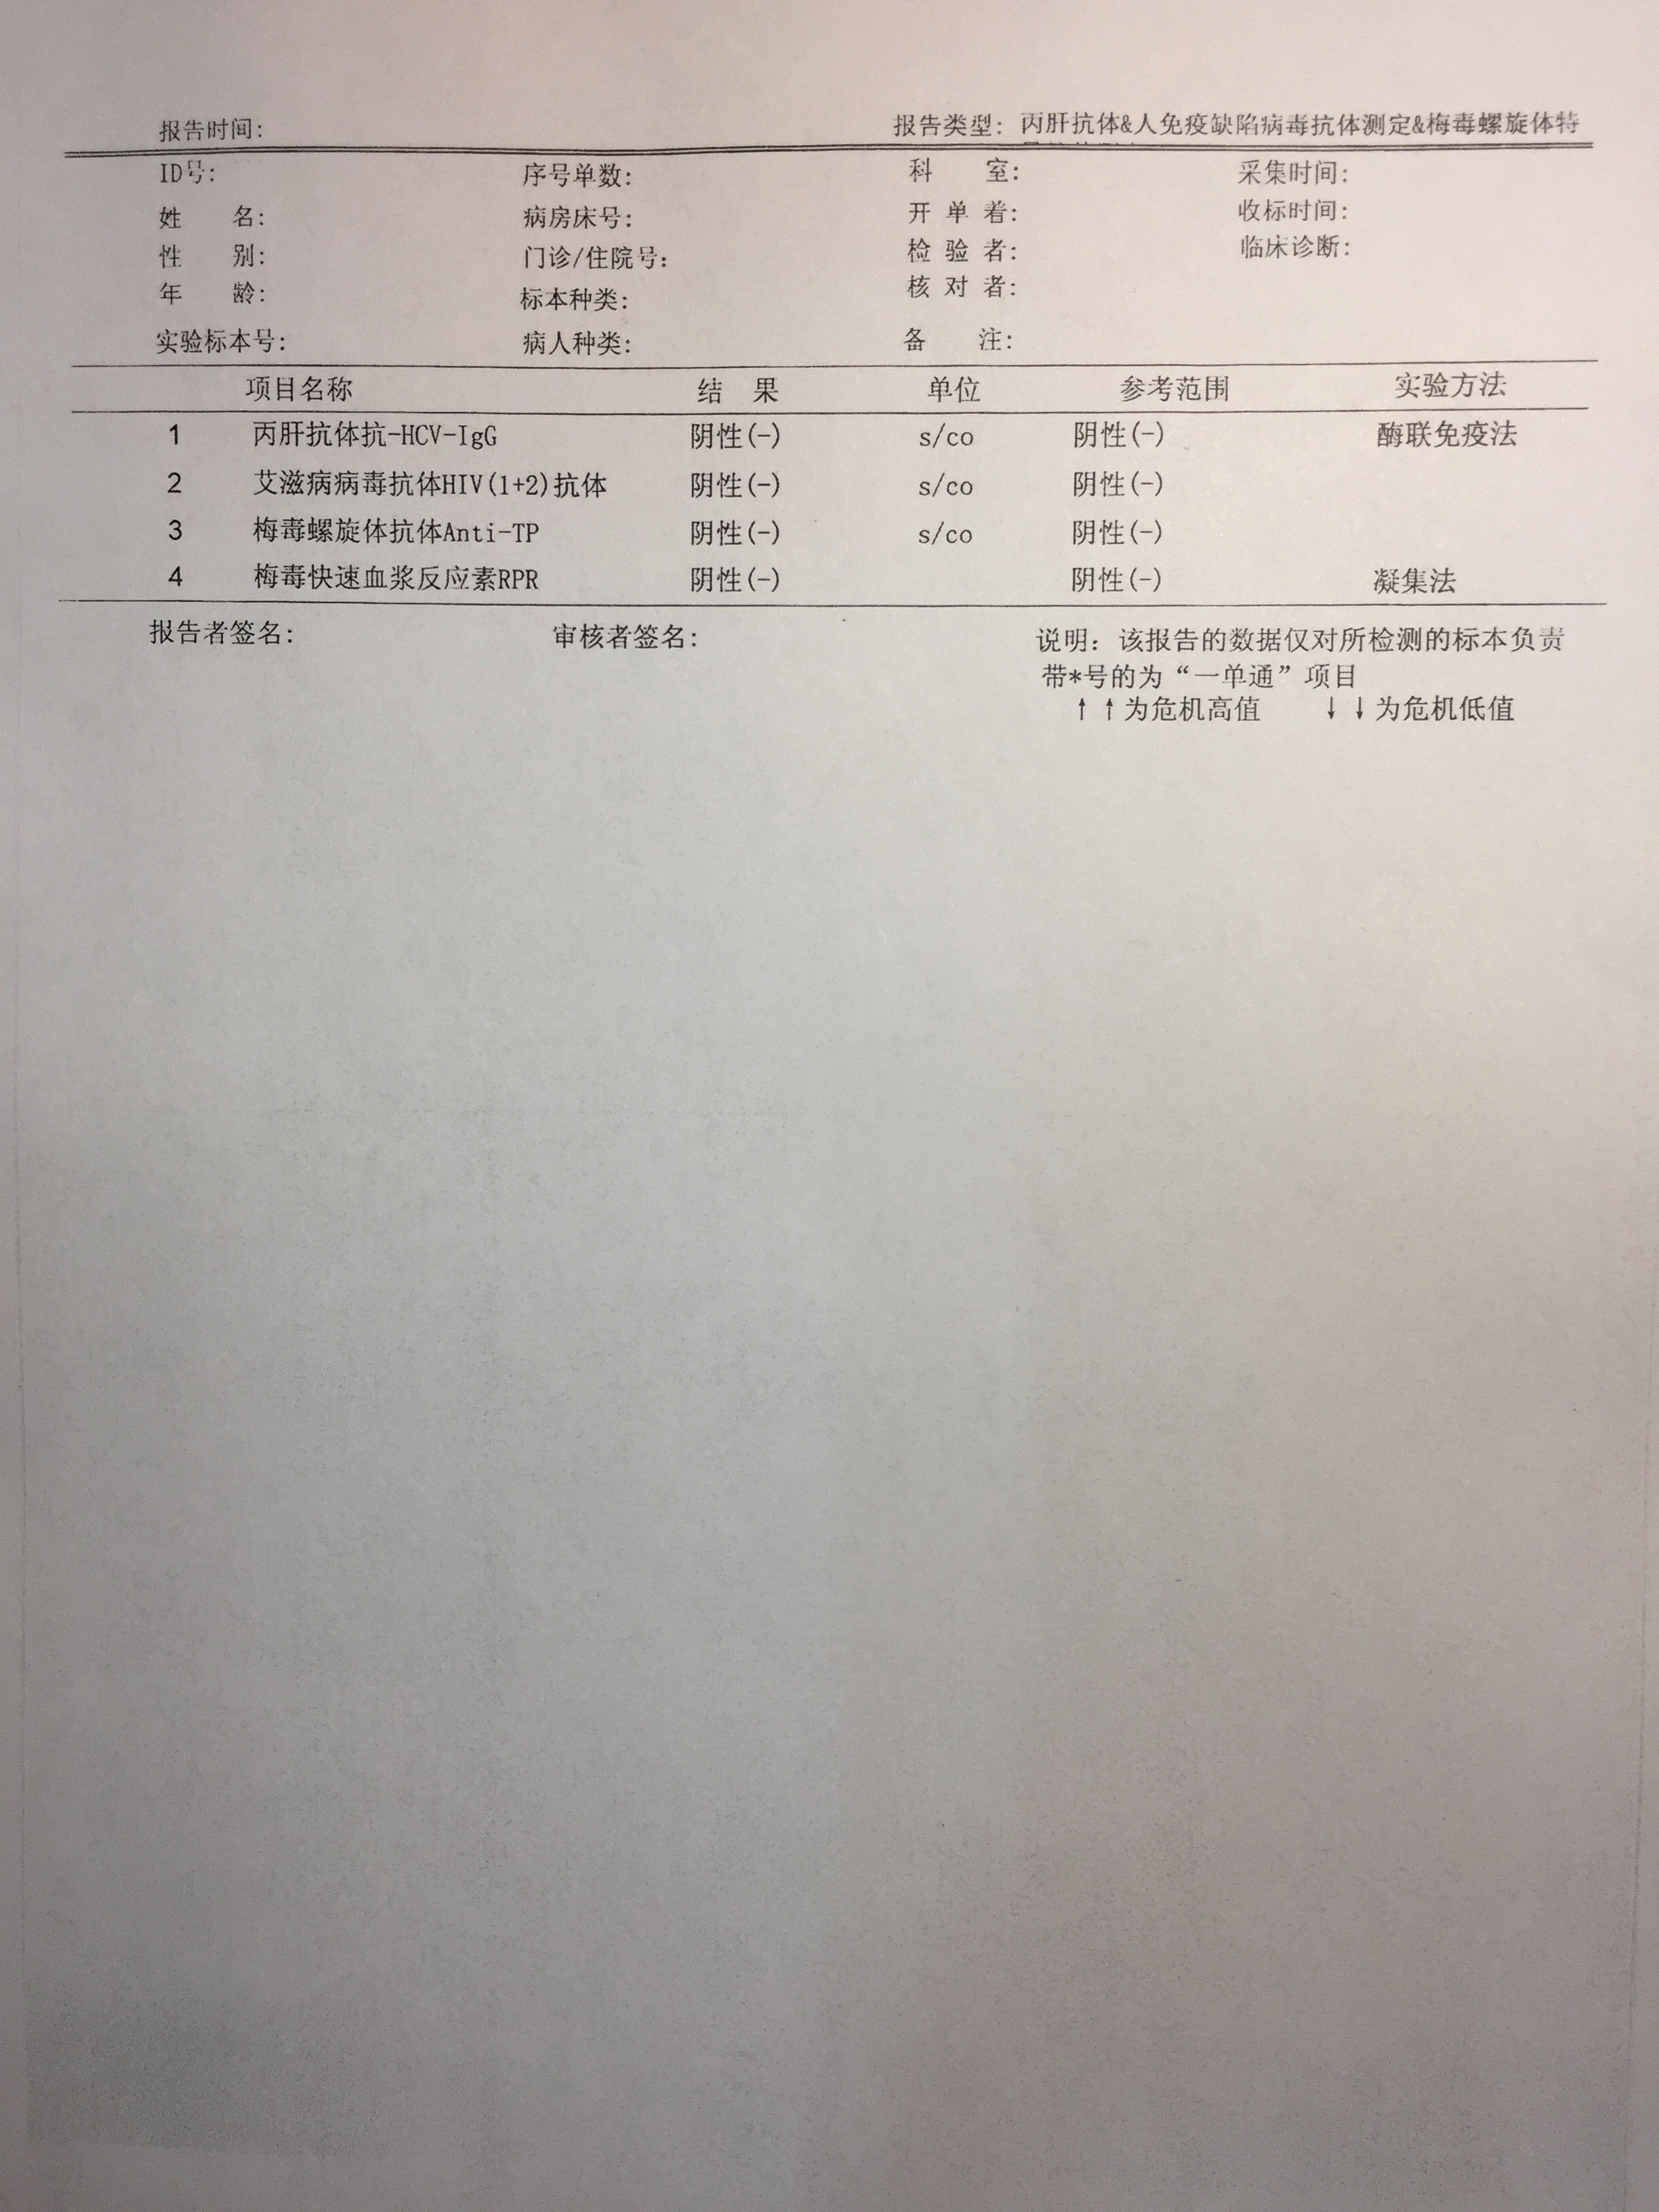 报告时间: 报告类型: 丙肝抗体&人免疫缺陷病毒抗体测定&梅毒螺旋体特
ID号: 序号单数: 科 室: 采集时间:
姓 名: 病房床号: 开单着: 收标时间:
性 别: 门诊/住院号: 检验者: 临床诊断:
年 龄: 标本种类: 核对者:
实验标本号: 病人种类: 备 注:
项目名称 结 果 单位 参考范围 实验方法
1 丙肝抗体抗-HCV-IgG 阴性(-) s/co 阴性(-) 酶联免疫法
2 艾滋病病毒抗体HIV(1+2)抗体 阴性(-) s/co 阴性(-)
3 梅毒螺旋体抗体Anti-TP 阴性(-) s/co 阴性(-)
4 梅毒快速血浆反应素RPR 阴性(-) 阴性(-) 凝集法
报告者签名: 审核者签名: 说明: 该报告的数据仅对所检测的标本负责
带*号的为“一单通”项目
↑↑为危机高值 ↓↓为危机低值